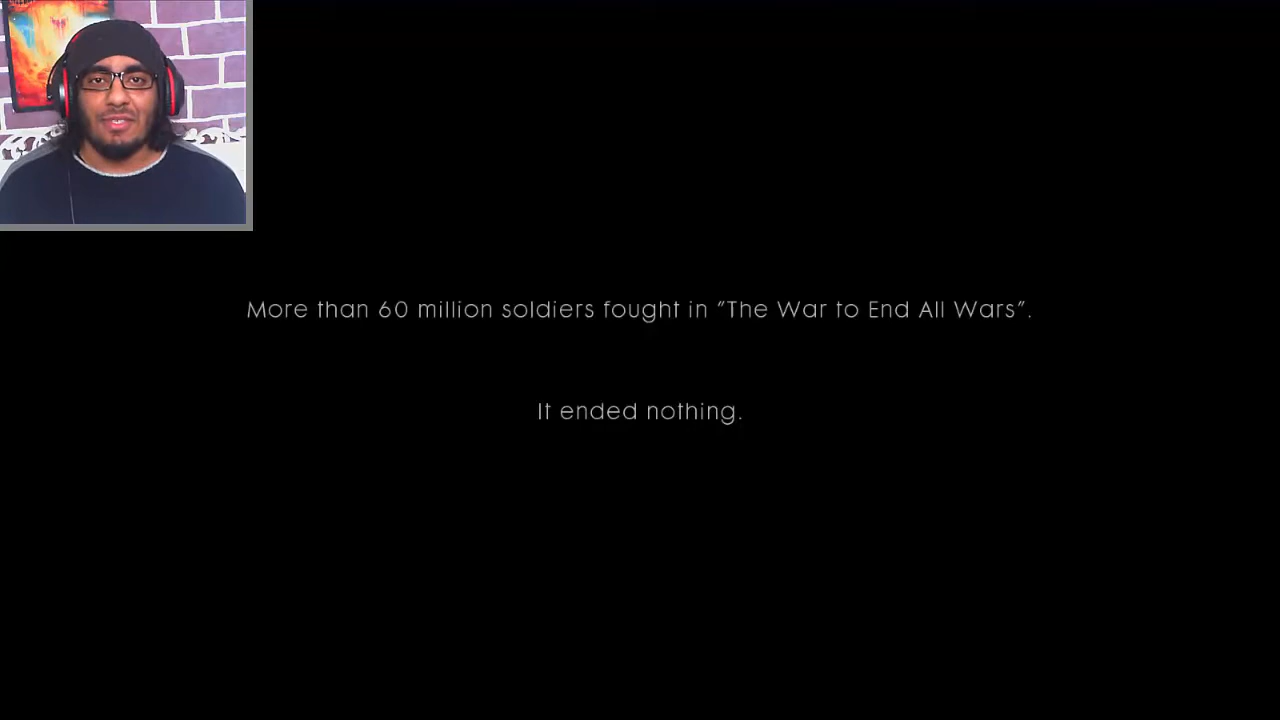 More than 60 million soldiers fought in “The War to End All Wars”.
It ended nothing.